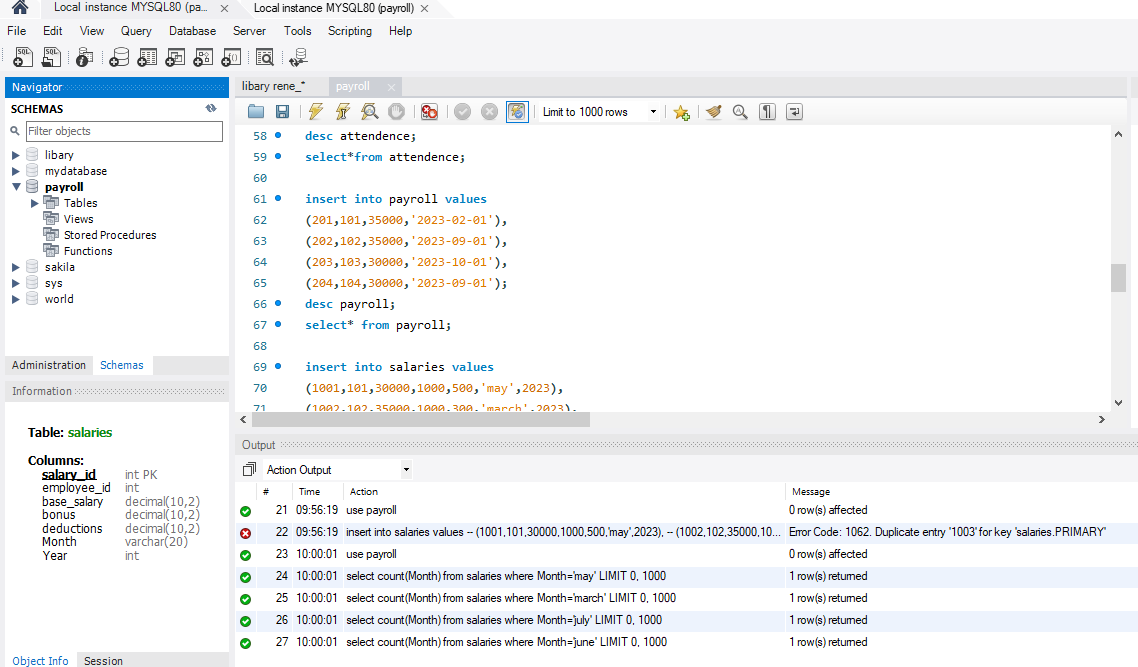 Local instance MYSQL80 (pa... × Local instance MYSQL80 (payroll) ×
File Edit View Query Database Server Tools Scripting Help
Navigator
SCHEMAS
Filter objects
libary
mydatabase
payroll
Tables
Views
Stored Procedures
Functions
sakila
sys
world
Administration Schemas
Information
Table: salaries
Columns:
salary_id int PK
employee_id int
base_salary decimal(10,2)
bonus decimal(10,2)
deductions decimal(10,2)
Month varchar(20)
Year int
Object Info Session
libary rene_* payroll ×
Limit to 1000 rows
58 desc attendence;
59 select*from attendence;
60
61 insert into payroll values
62 (201,101,35000,'2023-02-01'),
63 (202,102,35000,'2023-09-01'),
64 (203,103,30000,'2023-10-01'),
65 (204,104,30000,'2023-09-01');
66 desc payroll;
67 select* from payroll;
68
69 insert into salaries values
70 (1001,101,30000,1000,500,'may',2023),
71 (1002,102,35000,1000,300,'march',2023),
Output
Action Output
# Time Action Message
21 09:56:19 use payroll 0 row(s) affected
22 09:56:19 insert into salaries values -- (1001,101,30000,1000,500,'may',2023), -- (1002,102,35000,10... Error Code: 1062. Duplicate entry '1003' for key 'salaries.PRIMARY'
23 10:00:01 use payroll 0 row(s) affected
24 10:00:01 select count(Month) from salaries where Month='may' LIMIT 0, 1000 1 row(s) returned
25 10:00:01 select count(Month) from salaries where Month='march' LIMIT 0, 1000 1 row(s) returned
26 10:00:01 select count(Month) from salaries where Month='july' LIMIT 0, 1000 1 row(s) returned
27 10:00:01 select count(Month) from salaries where Month='june' LIMIT 0, 1000 1 row(s) returned